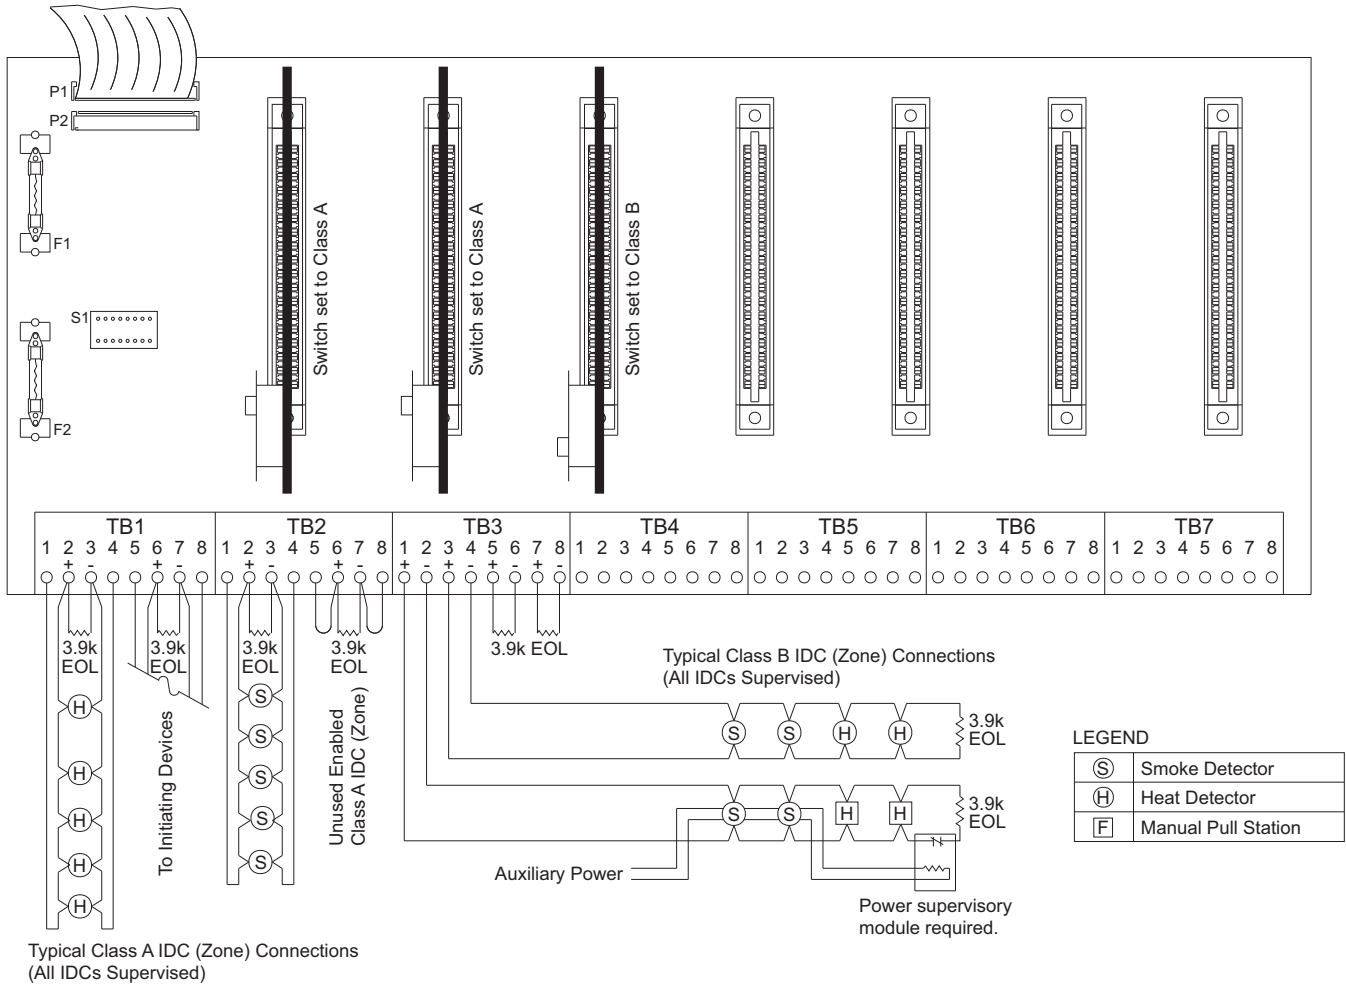 P1
P2
F1
S1
F2
Switch set to Class A
Switch set to Class A
Switch set to Class B
TB1 TB2 TB3 TB4 TB5 TB6 TB7
1 2 3 4 5 6 7 8 1 2 3 4 5 6 7 8 1 2 3 4 5 6 7 8 1 2 3 4 5 6 7 8 1 2 3 4 5 6 7 8 1 2 3 4 5 6 7 8 1 2 3 4 5 6 7 8
+ - + - + - + - + - + - + - + -
3.9k
EOL
3.9k
EOL
3.9k
EOL
3.9k
EOL
3.9k EOL
H
H
H
H
H
To Initiating Devices
S
S
S
S
S
Unused Enabled
Class A IDC (Zone)
Typical Class B IDC (Zone) Connections
(All IDCs Supervised)
S S H H
3.9k
EOL
S S H H
3.9k
EOL
Auxiliary Power
Power supervisory
module required.
Typical Class A IDC (Zone) Connections
(All IDCs Supervised)
LEGEND
S Smoke Detector
H Heat Detector
F Manual Pull Station